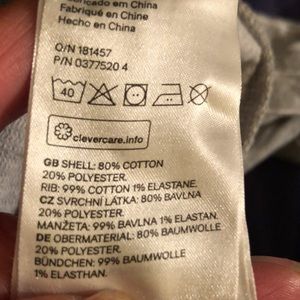 Fabricado em China
Fabriqué en Chine
Hecho en China
O/N 181457
P/N 0377520 4
40
clevercare.info
GB SHELL: 80% COTTON
20% POLYESTER.
RIB: 99% COTTON 1% ELASTANE.
CZ SVRCHNÍ LÁTKA: 80% BAVLNA
20% POLYESTER.
MANŽETA: 99% BAVLNA 1% ELASTAN.
DE OBERMATERIAL: 80% BAUMWOLLE
20% POLYESTER.
BÜNDCHEN: 99% BAUMWOLLE
1% ELASTHAN.